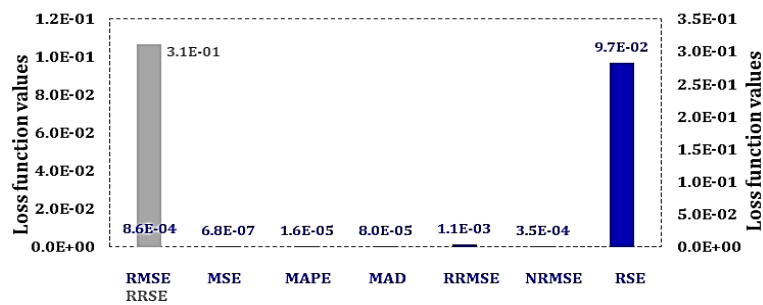 Loss function values
1.2E-01
1.0E-01
8.0E-02
6.0E-02
4.0E-02
2.0E-02
0.0E+00
3.1E-01
8.6E-04
6.8E-07
1.6E-05
8.0E-05
1.1E-03
3.5E-04
9.7E-02
3.5E-01
3.0E-01
2.5E-01
2.0E-01
1.5E-01
1.0E-01
5.0E-02
0.0E+00
Loss function values
RMSE MSE MAPE MAD RRMSE NRMSE RSE
RRSE